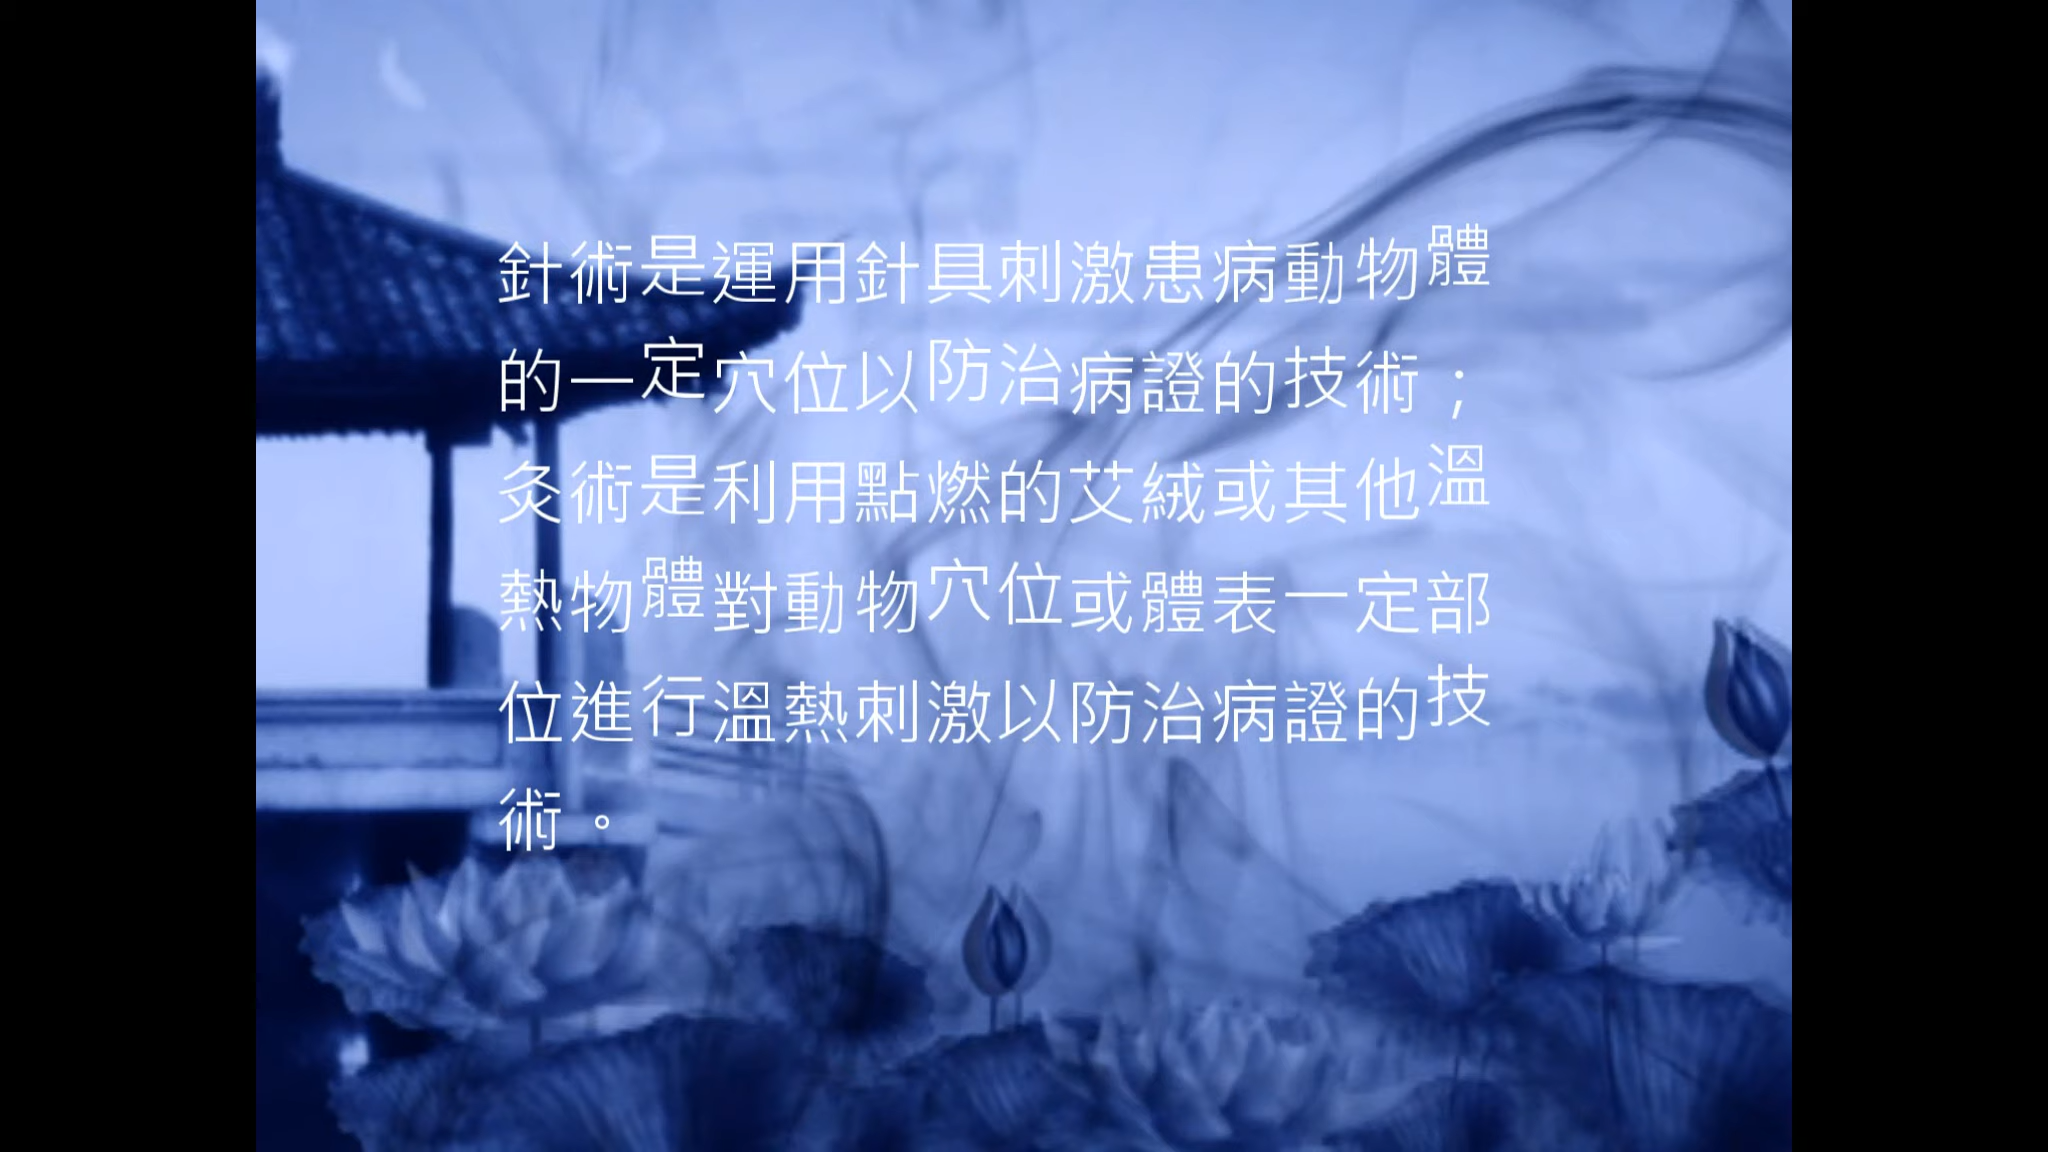 針術是運用針具刺激患病動物體
的一定穴位以防治病證的技術；
灸術是利用點燃的艾絨或其他溫
熱物體對動物穴位或體表一定部
位進行溫熱刺激以防治病證的技
術。